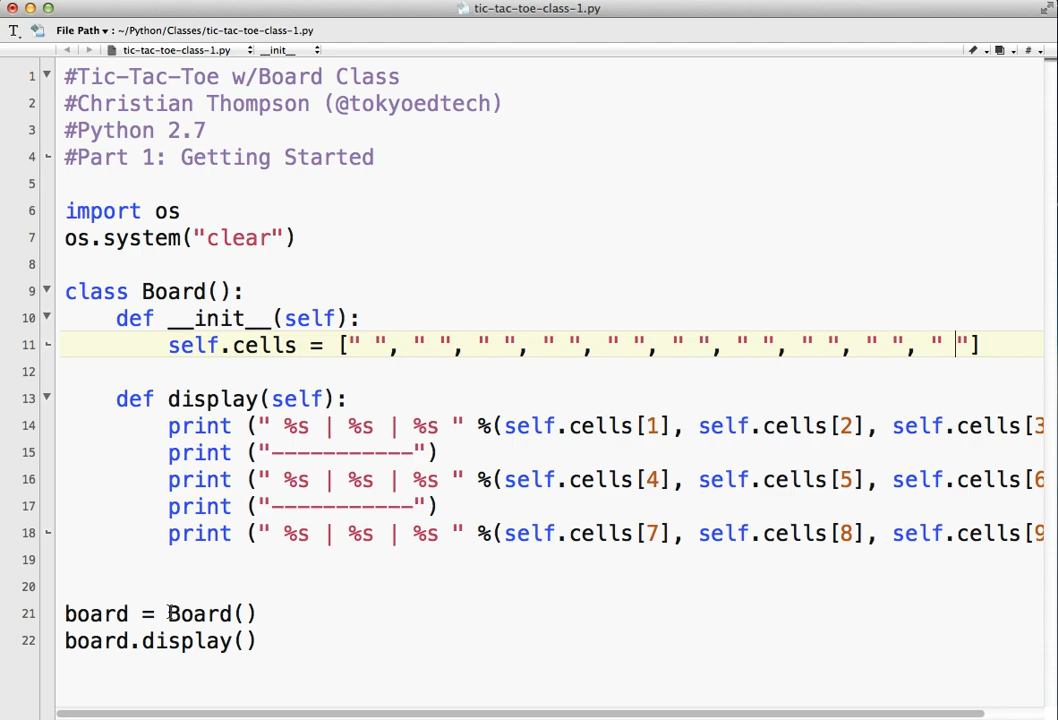 tic-tac-toe-class-1.py
File Path ▾ : ~/Python/Classes/tic-tac-toe-class-1.py
tic-tac-toe-class-1.py __init__
1 #Tic-Tac-Toe w/Board Class
2 #Christian Thompson (@tokyoedtech)
3 #Python 2.7
4 #Part 1: Getting Started
5
6 import os
7 os.system("clear")
8
9 class Board():
10     def __init__(self):
11         self.cells = [" ", " ", " ", " ", " ", " ", " ", " ", " ", " "]
12
13     def display(self):
14         print (" %s | %s | %s " %(self.cells[1], self.cells[2], self.cells[3
15         print ("-----------")
16         print (" %s | %s | %s " %(self.cells[4], self.cells[5], self.cells[6
17         print ("-----------")
18         print (" %s | %s | %s " %(self.cells[7], self.cells[8], self.cells[9
19
20
21 board = Board()
22 board.display()